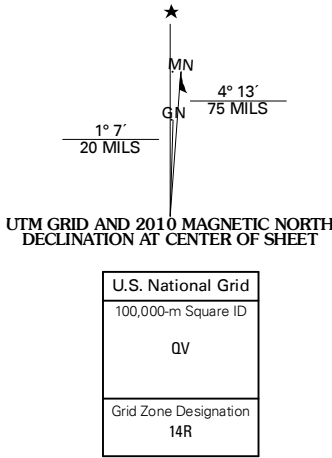 MN
4° 13´
75 MILS
GN
1° 7´
20 MILS
UTM GRID AND 2010 MAGNETIC NORTH
DECLINATION AT CENTER OF SHEET
U.S. National Grid
100,000-m Square ID
QV
Grid Zone Designation
14R